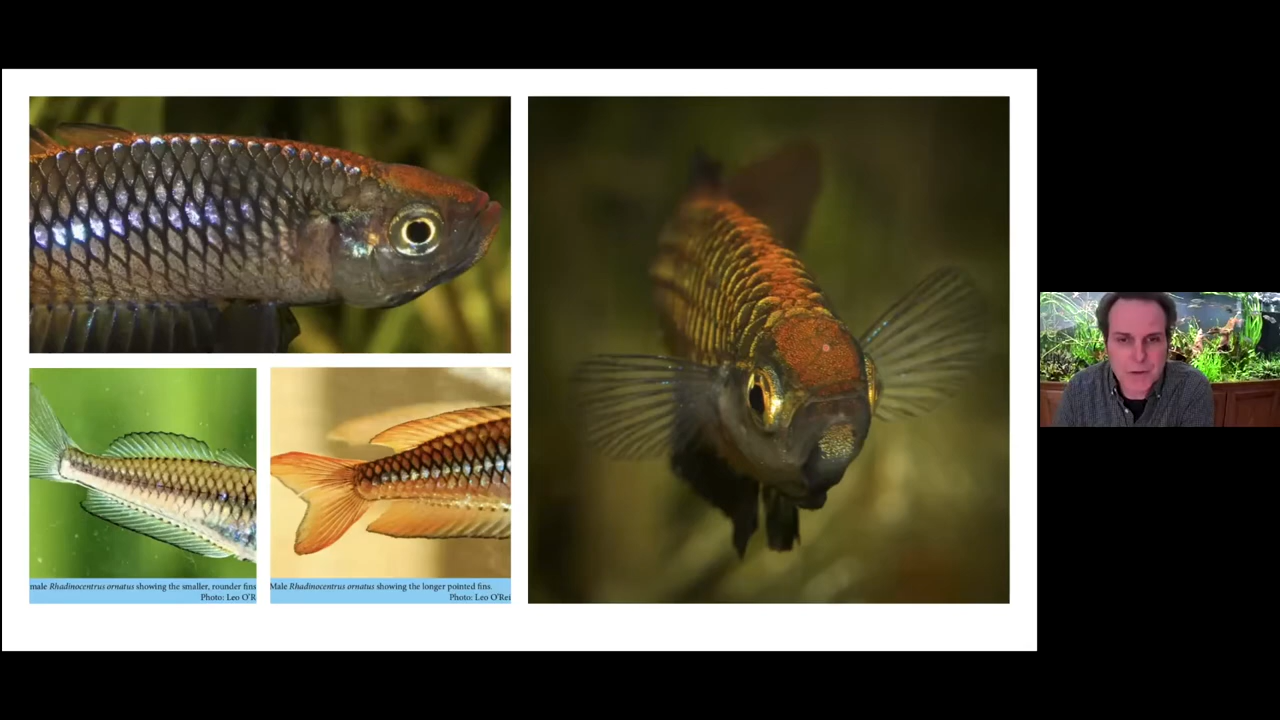 male Rhadinocentrus ornatus showing the smaller, rounder fins
Photo: Leo O'R
Male Rhadinocentrus ornatus showing the longer pointed fins.
Photo: Leo O'Rei